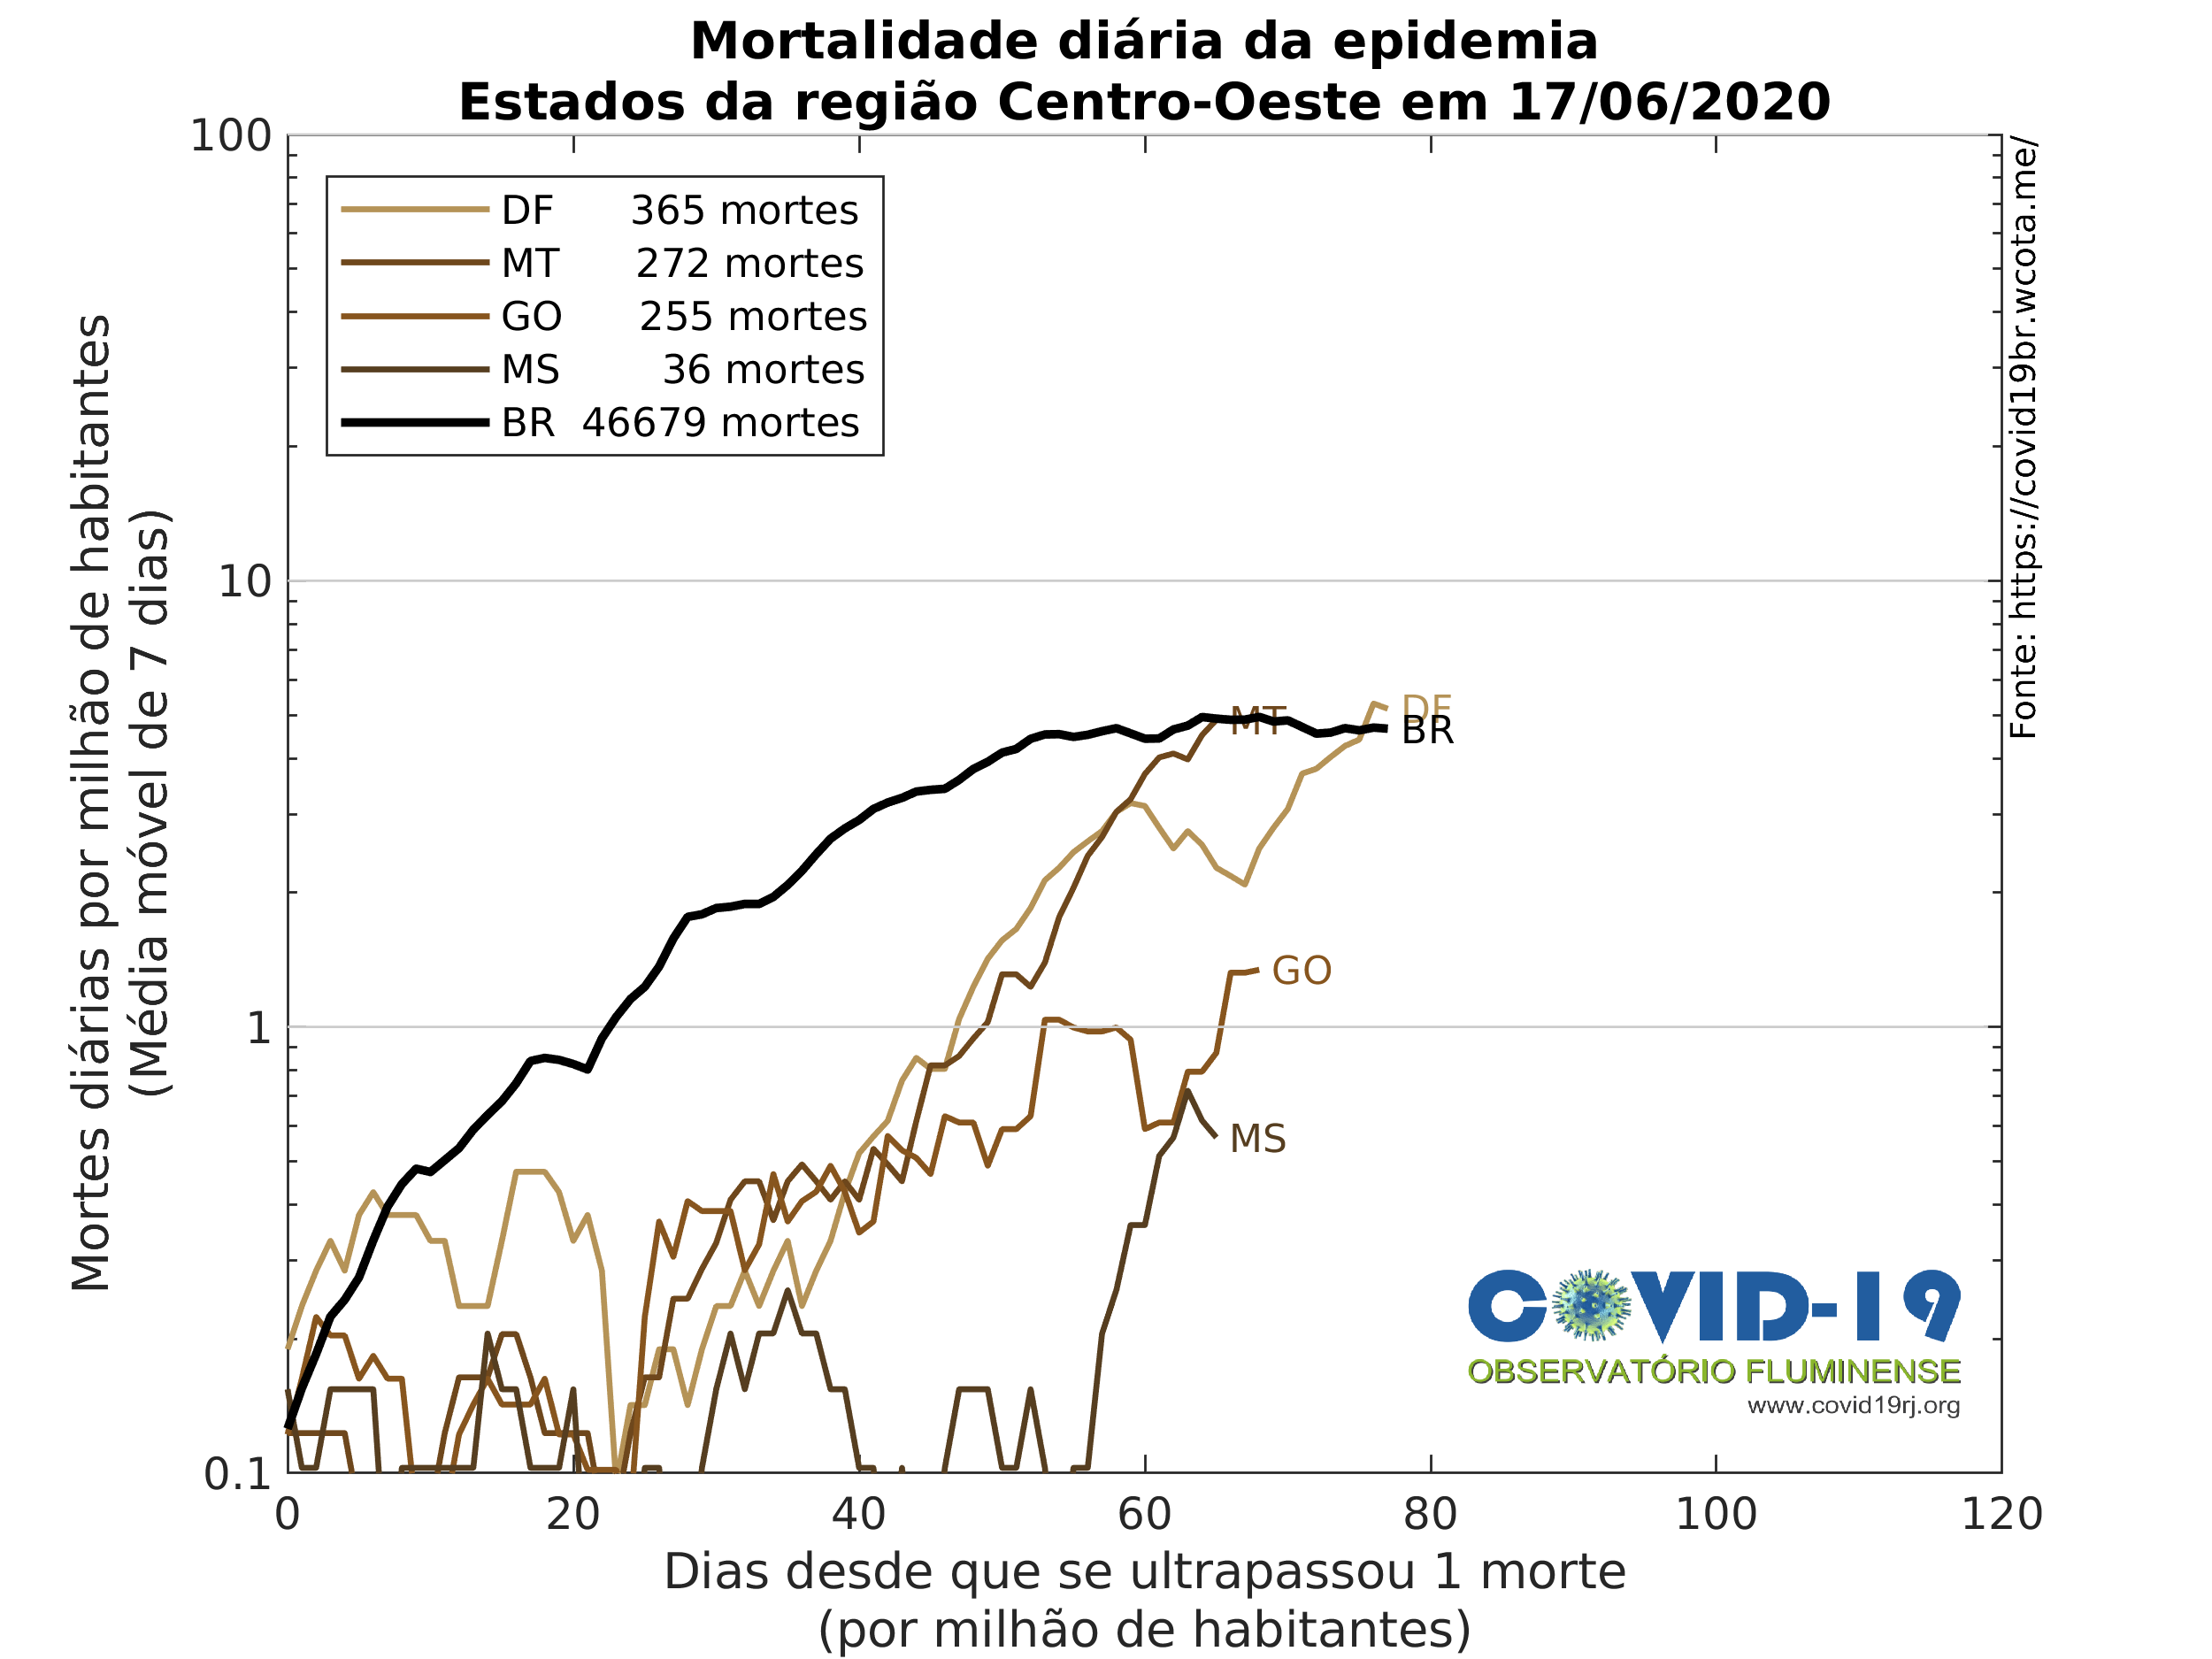 Mortalidade diária da epidemia
Estados da região Centro-Oeste em 17/06/2020
Mortes diárias por milhão de habitantes
(Média móvel de 7 dias)
100
10
1
0.1
DF 365 mortes
MT 272 mortes
GO 255 mortes
MS 36 mortes
BR 46679 mortes
DF
MT
BR
GO
MS
Fonte: https://covid19br.wcota.me/
COVID-19
OBSERVATÓRIO FLUMINENSE
www.covid19rj.org
0 20 40 60 80 100 120
Dias desde que se ultrapassou 1 morte
(por milhão de habitantes)